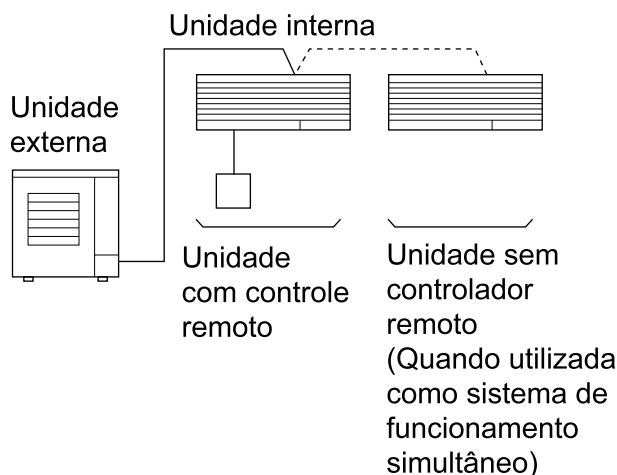 Unidade interna
Unidade
externa
Unidade
com controle
remoto
Unidade sem
controlador
remoto
(Quando utilizada
como sistema de
funcionamento
simultâneo)